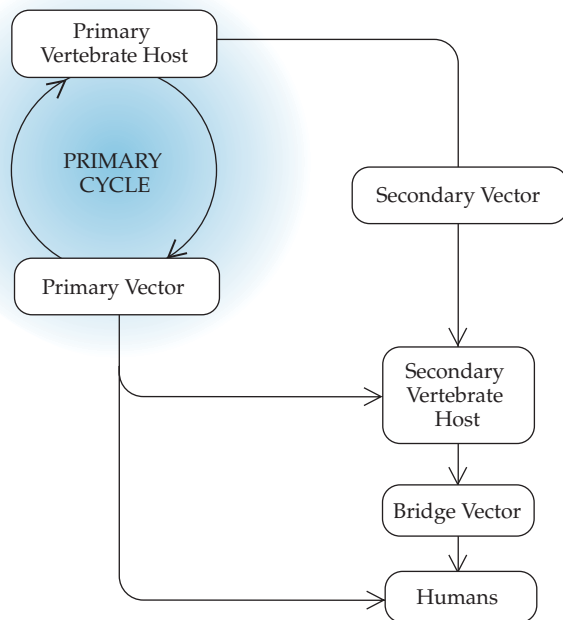 Primary
Vertebrate Host
PRIMARY
CYCLE
Secondary Vector
Primary Vector
Secondary
Vertebrate
Host
Bridge Vector
Humans